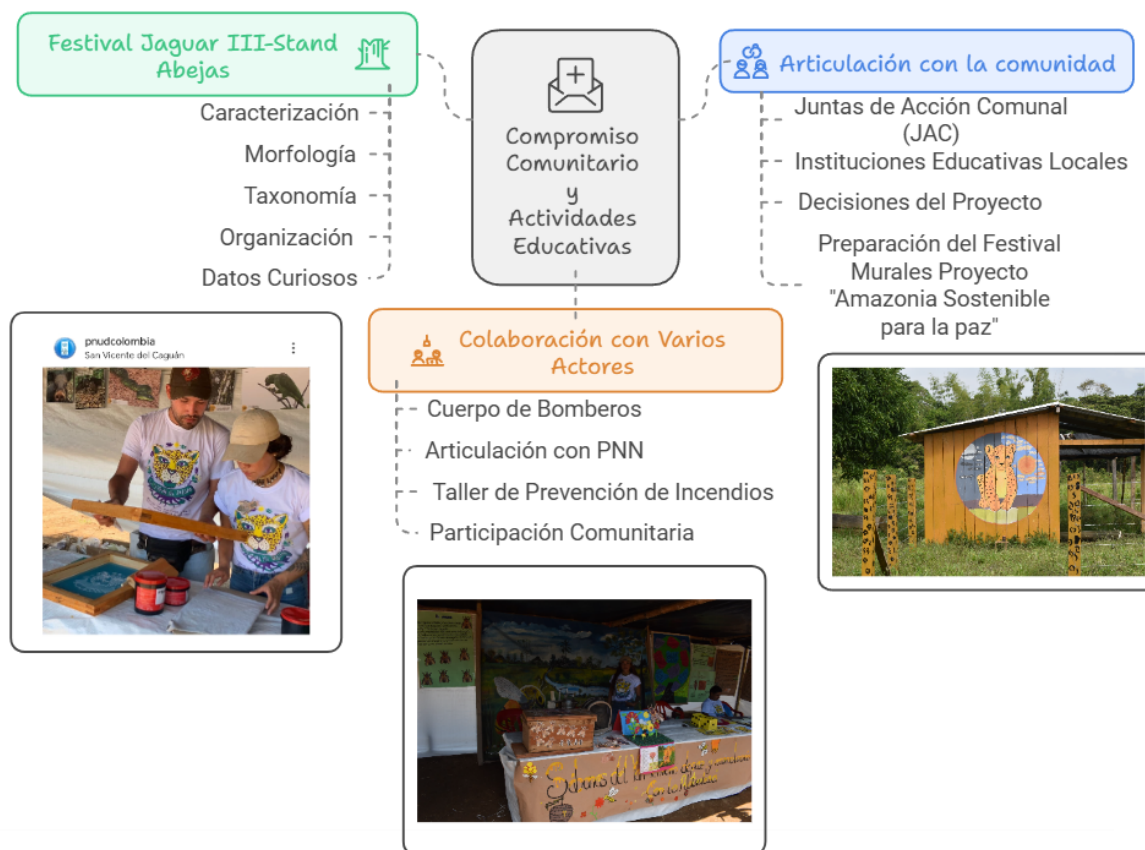 Festival Jaguar III-Stand
Abejas
Caracterización
Morfología
Taxonomía
Organización
Datos Curiosos
Compromiso
Comunitario
y
Actividades
Educativas
Articulación con la comunidad
Juntas de Acción Comunal
(JAC)
Instituciones Educativas Locales
Decisiones del Proyecto
Preparación del Festival
Murales Proyecto
"Amazonia Sostenible
para la paz"
Colaboración con Varios
Actores
Cuerpo de Bomberos
Articulación con PNN
Taller de Prevención de Incendios
Participación Comunitaria
pnudcolombia
San Vicente del Caguán